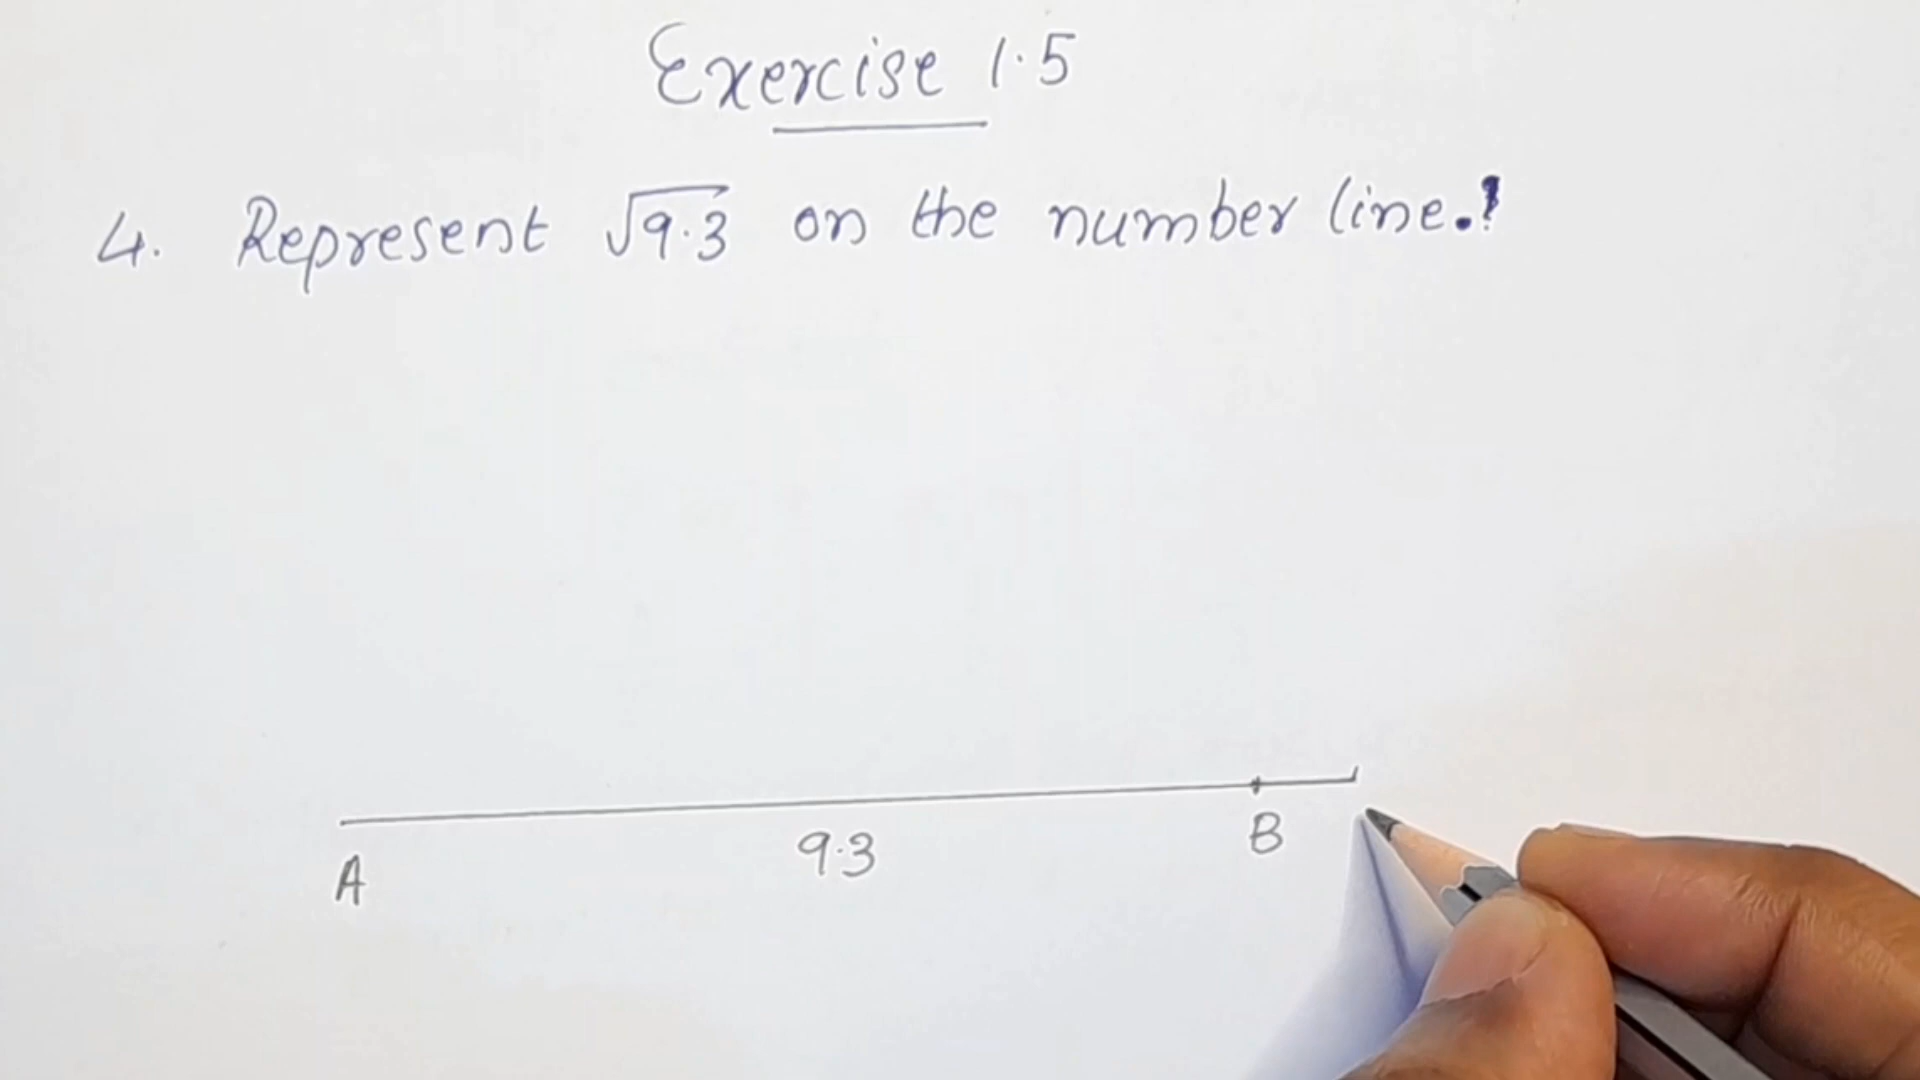 Exercise 1.5
4. Represent √9.3 on the number line.!
9.3
B
A